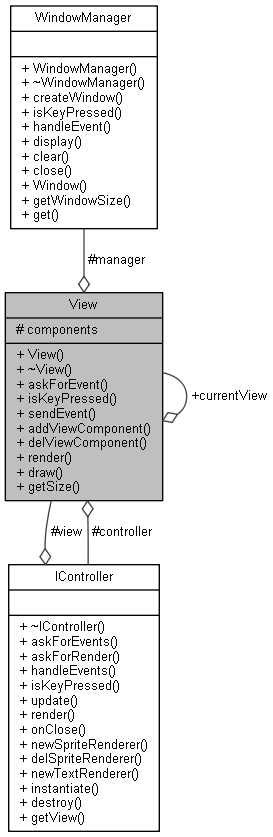 WindowManager
+ WindowManager()
+ ~WindowManager()
+ createWindow()
+ isKeyPressed()
+ handleEvent()
+ display()
+ clear()
+ close()
+ Window()
+ getWindowSize()
+ get()
#manager
View
# components
+ View()
+ ~View()
+ askForEvent()
+ isKeyPressed()
+ sendEvent()
+ addViewComponent()
+ delViewComponent()
+ render()
+ draw()
+ getSize()
+currentView
#view
#controller
IController
+ ~IController()
+ askForEvents()
+ askForRender()
+ handleEvents()
+ isKeyPressed()
+ update()
+ render()
+ onClose()
+ newSpriteRenderer()
+ delSpriteRenderer()
+ newTextRenderer()
+ instantiate()
+ destroy()
+ getView()